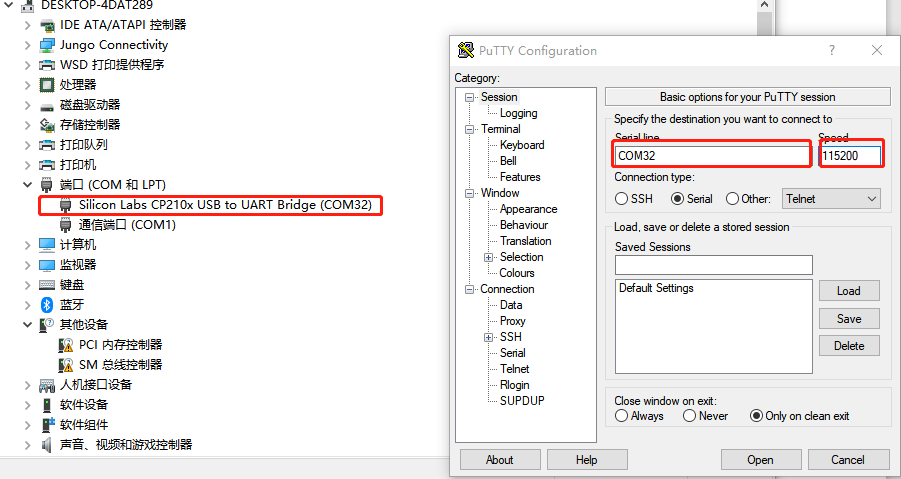 DESKTOP-4DAT289
IDE ATA/ATAPI 控制器
Jungo Connectivity
WSD 打印提供程序
处理器
磁盘驱动器
存储控制器
打印队列
打印机
端口 (COM 和 LPT)
Silicon Labs CP210x USB to UART Bridge (COM32)
通信端口 (COM1)
计算机
监视器
键盘
蓝牙
其他设备
PCI 内存控制器
SM 总线控制器
人机接口设备
软件设备
软件组件
声音、视频和游戏控制器
PuTTY Configuration
?
Category:
Session
Logging
Terminal
Keyboard
Bell
Features
Window
Appearance
Behaviour
Translation
Selection
Colours
Connection
Data
Proxy
SSH
Serial
Telnet
Rlogin
SUPDUP
Basic options for your PuTTY session
Specify the destination you want to connect to
Serial line Speed
COM32 115200
Connection type:
SSH Serial Other: Telnet
Load, save or delete a stored session
Saved Sessions
Default Settings
Load
Save
Delete
Close window on exit:
Always Never Only on clean exit
About Help Open Cancel